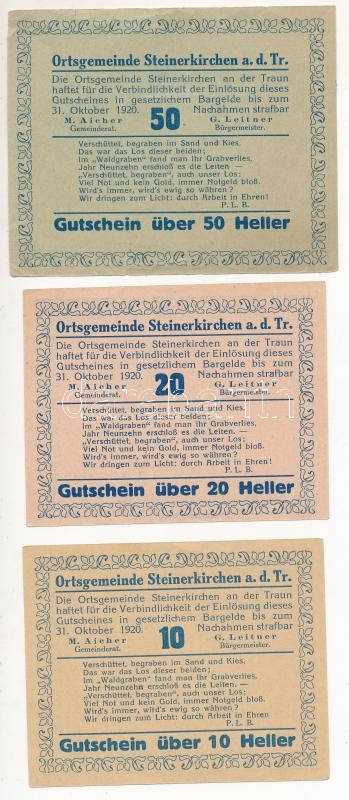 Ortsgemeinde Steinerkirchen a. d. Tr.
Die Ortsgemeinde Steinerkirchen an der Traun
haftet für die Verbindlichkeit der Einlösung dieses
Gutscheines in gesetzlichem Bargelde bis zum
31. Oktober 1920. 50 Nachahmen strafbar
M. Aicher G. Leitner
Gemeinderat. Bürgermeister.
Verschüttet, begraben im Sand und Kies,
Das war das Los dieser beiden;
Im „Waldgraben" fand man ihr Grabverlies,
Jahr Neunzehn erschloß es die Leiten —
„Verschüttet, begraben", auch unser Los;
Viel Not und kein Gold, immer Notgeld bloß.
Wird's immer, wird's ewig so währen?
Wir dringen zum Licht: durch Arbeit in Ehren!
P. L. B.
Gutschein über 50 Heller
Ortsgemeinde Steinerkirchen a. d. Tr.
Die Ortsgemeinde Steinerkirchen an der Traun
haftet für die Verbindlichkeit der Einlösung dieses
Gutscheines in gesetzlichem Bargelde bis zum
31. Oktober 1920. 20 Nachahmen strafbar
M. Aicher G. Leitner
Gemeinderat. Bürgermeister.
Verschüttet, begraben im Sand und Kies,
Das war das Los dieser beiden;
Im „Waldgraben" fand man ihr Grabverlies,
Jahr Neunzehn erschloß es die Leiten. —
„Verschüttet, begraben", auch unser Los;
Viel Not und kein Gold, immer Notgeld bloß.
Wird's immer, wird's ewig so währen?
Wir dringen zum Licht: durch Arbeit in Ehren!
P. L. B.
Gutschein über 20 Heller
Ortsgemeinde Steinerkirchen a. d. Tr.
Die Ortsgemeinde Steinerkirchen an der Traun
haftet für die Verbindlichkeit der Einlösung dieses
Gutscheines in gesetzlichem Bargelde bis zum
31. Oktober 1920. 10 Nachahmen strafbar
M. Aicher G. Leitner
Gemeinderat. Bürgermeister.
Verschüttet, begraben im Sand und Kies,
Das war das Los dieser beiden;
Im „Waldgraben" fand man ihr Grabverlies,
Jahr Neunzehn erschloß es die Leiten. —
„Verschüttet, begraben", auch unser Los;
Viel Not und kein Gold, immer Notgeld bloß.
Wird's immer, wird's ewig so währen?
Wir dringen zum Licht: durch Arbeit in Ehren
P. L. B.
Gutschein über 10 Heller